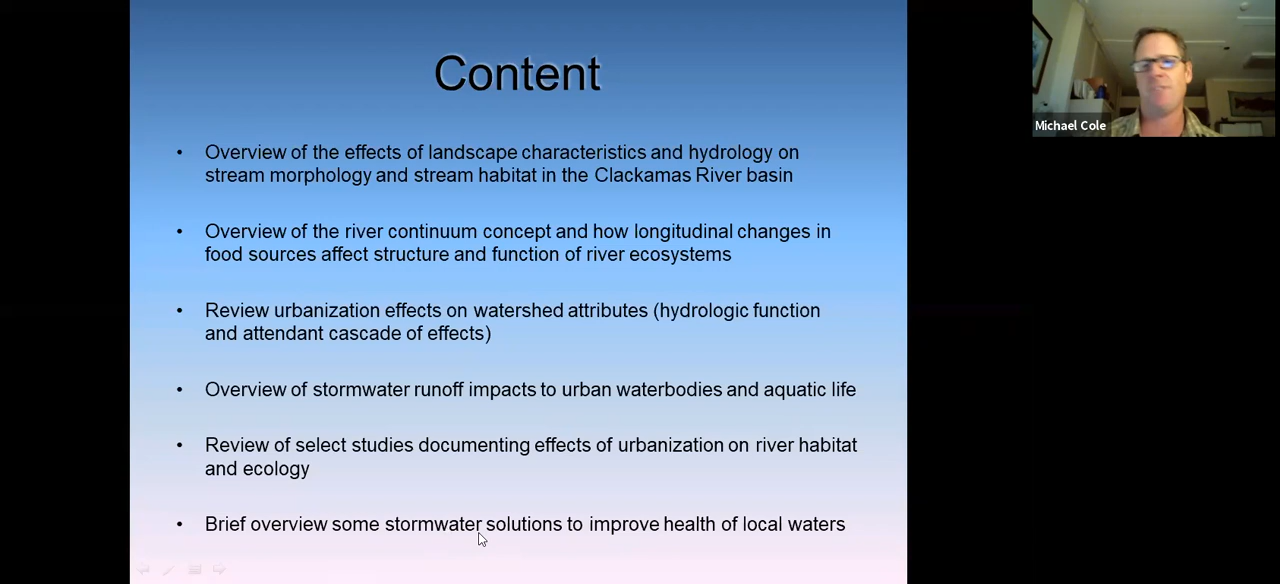 Content
• Overview of the effects of landscape characteristics and hydrology on
stream morphology and stream habitat in the Clackamas River basin
• Overview of the river continuum concept and how longitudinal changes in
food sources affect structure and function of river ecosystems
• Review urbanization effects on watershed attributes (hydrologic function
and attendant cascade of effects)
• Overview of stormwater runoff impacts to urban waterbodies and aquatic life
• Review of select studies documenting effects of urbanization on river habitat
and ecology
• Brief overview some stormwater solutions to improve health of local waters
Michael Cole